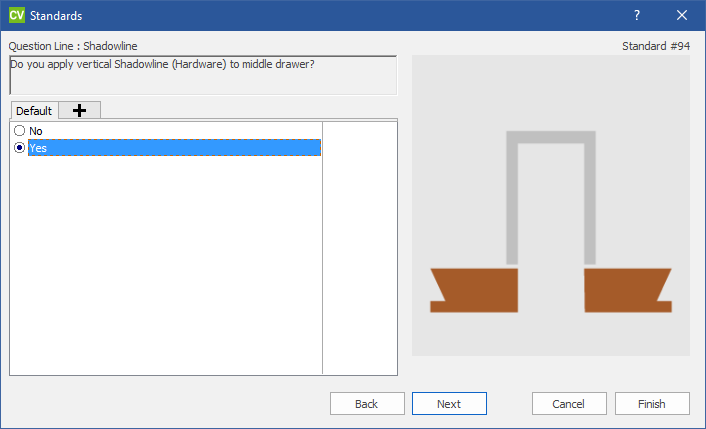 CV Standards ?
Question Line : Shadowline Standard #94
Do you apply vertical Shadowline (Hardware) to middle drawer?
Default
No
Yes
Back Next Cancel Finish